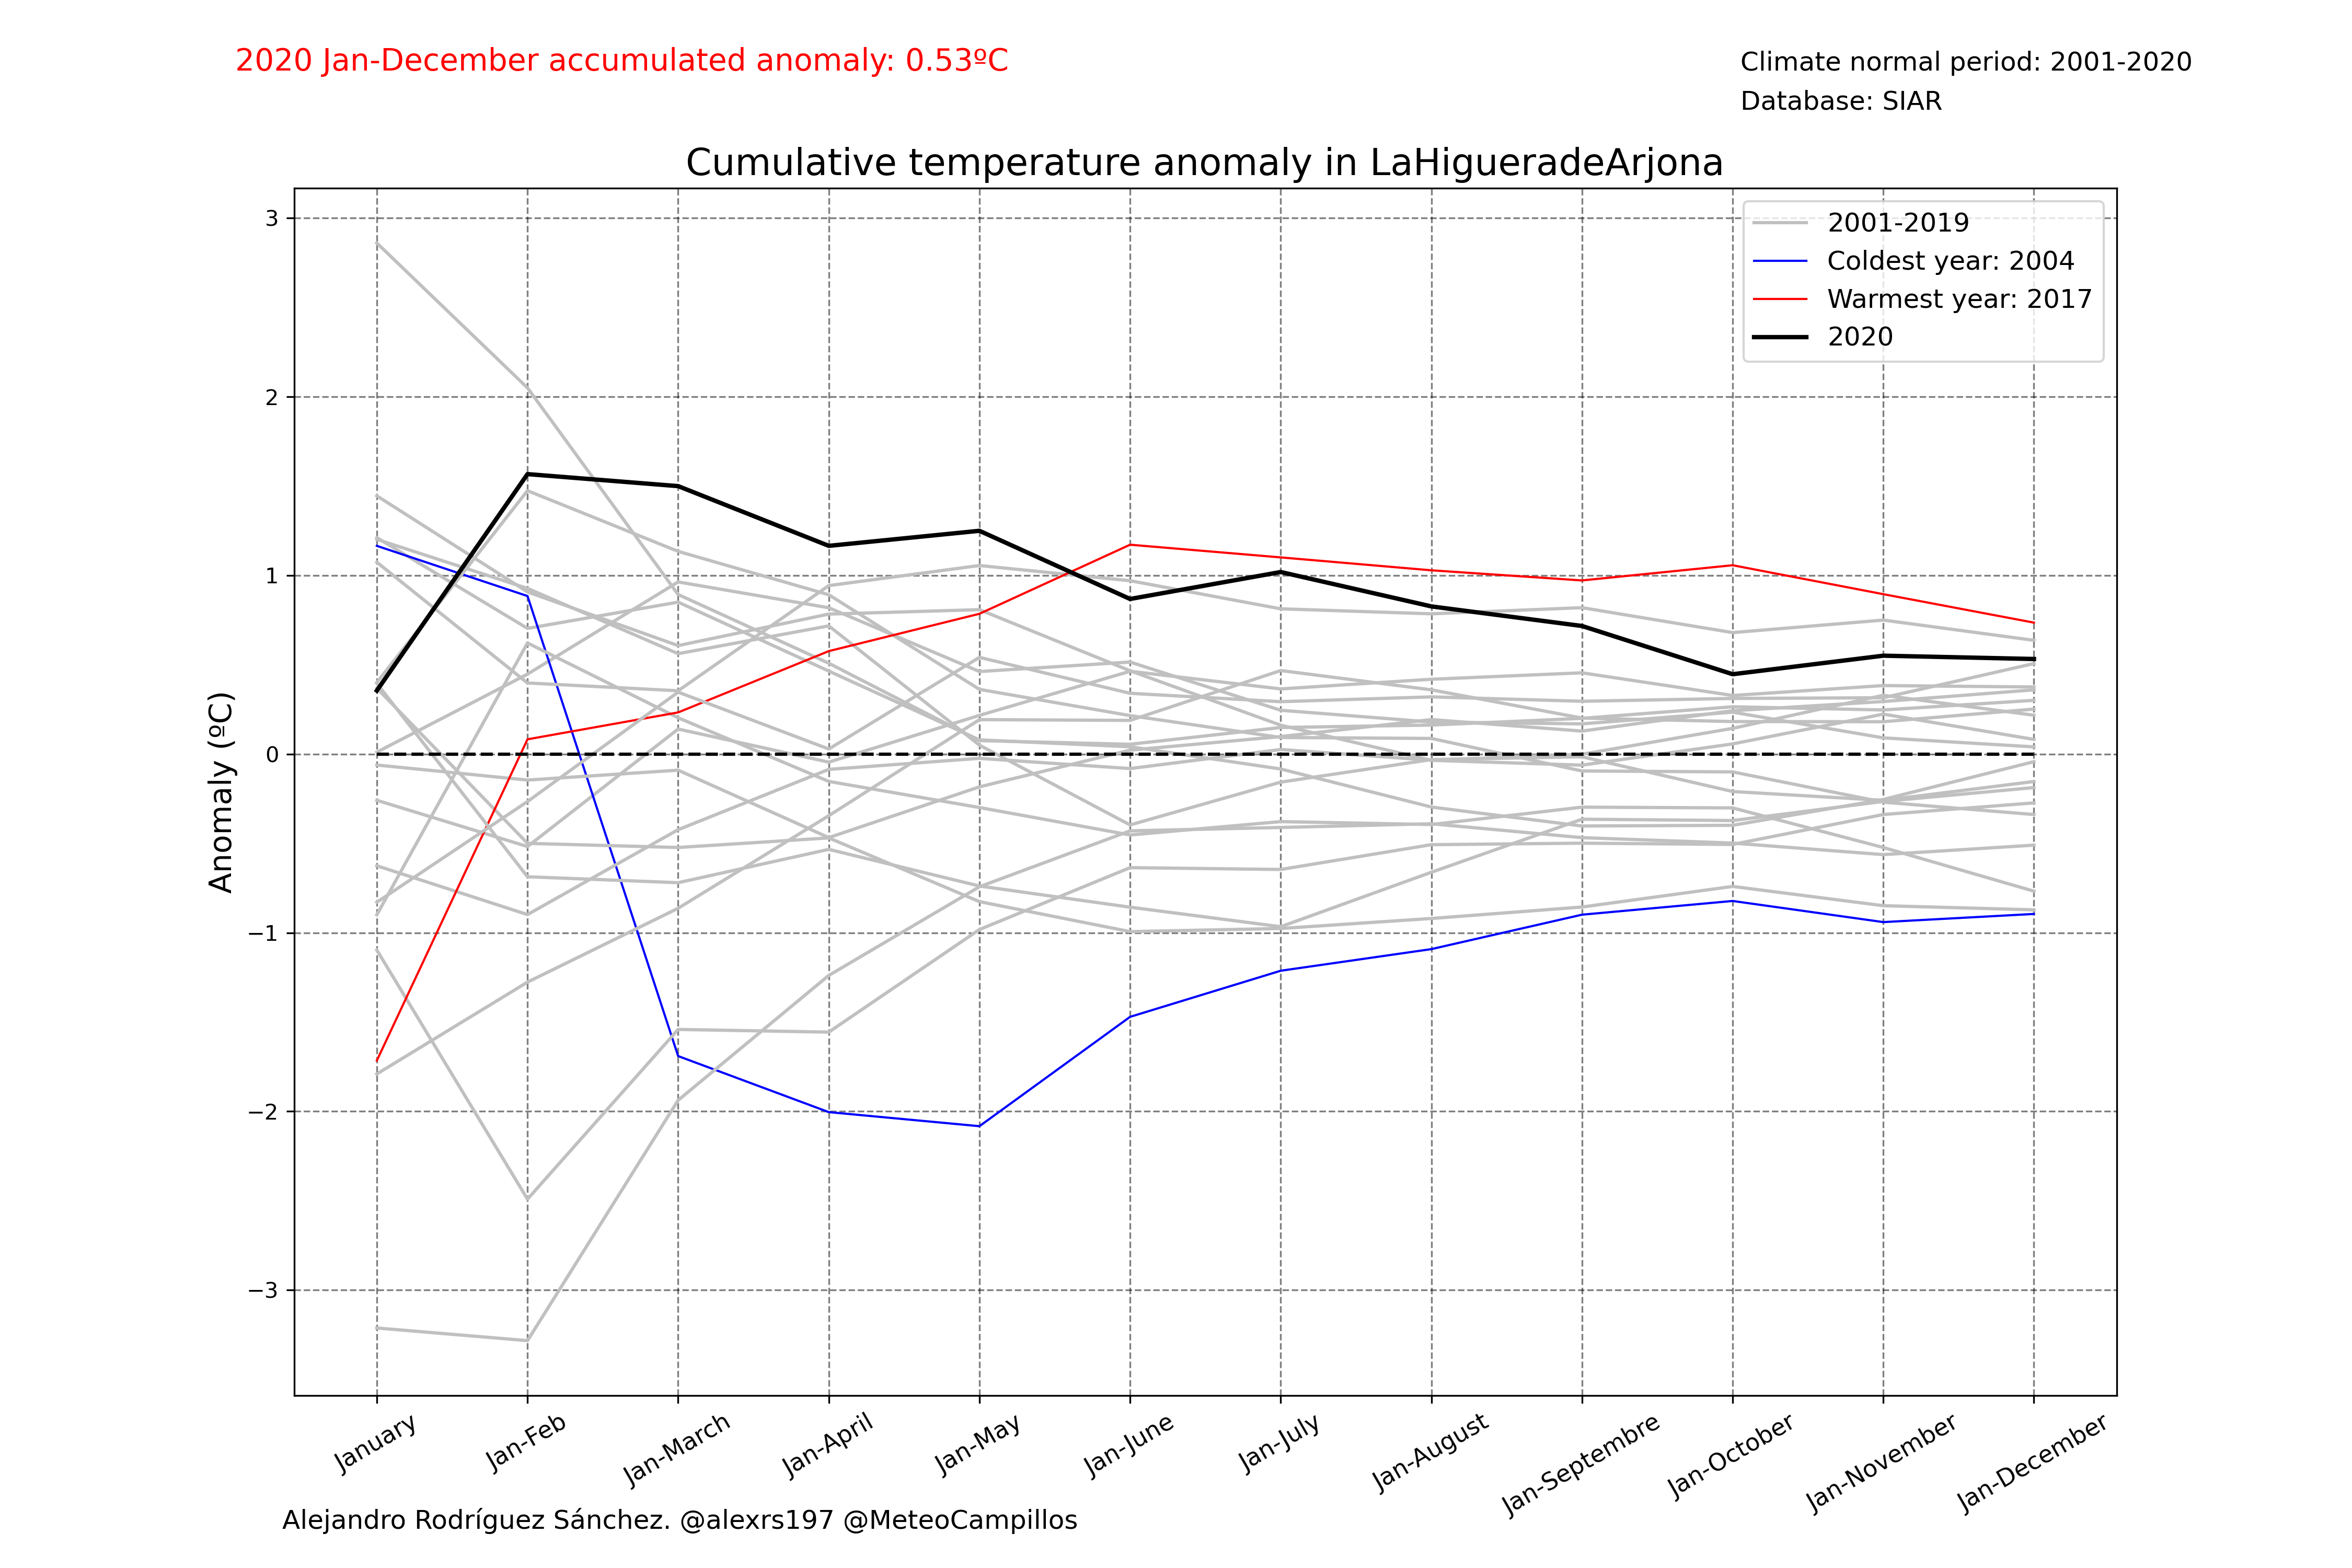 2020 Jan-December accumulated anomaly: 0.53ºC
Climate normal period: 2001-2020
Database: SIAR
Cumulative temperature anomaly in LaHigueradeArjona
2001-2019
Coldest year: 2004
Warmest year: 2017
2020
Anomaly (ºC)
3
2
1
0
−1
−2
−3
January
Jan-Feb
Jan-March
Jan-April
Jan-May
Jan-June
Jan-July
Jan-August
Jan-Septembre
Jan-October
Jan-November
Jan-December
Alejandro Rodríguez Sánchez. @alexrs197 @MeteoCampillos